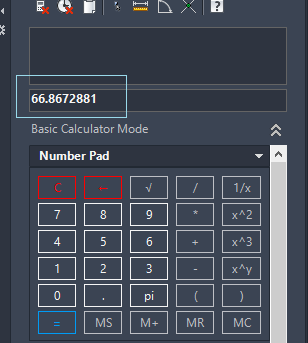 ?
66.8672881
Basic Calculator Mode
Number Pad
C ← √ / 1/x
7 8 9 * x^2
4 5 6 + x^3
1 2 3 - x^y
0 . pi ( )
= MS M+ MR MC